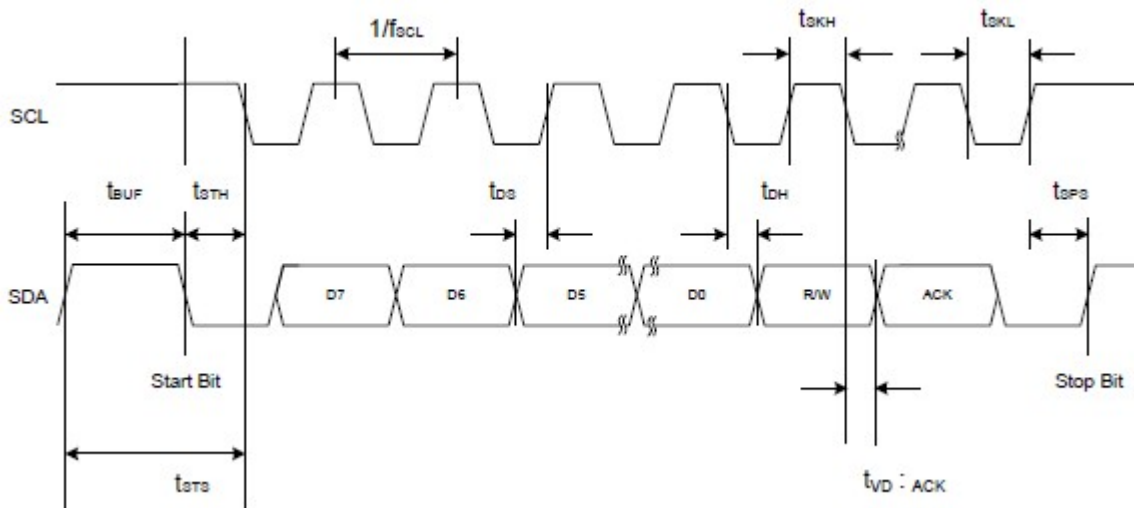 1/fSCL
tSKH
tSKL
SCL
tBUF
tSTH
tDS
tDH
tSPS
SDA
D7
D6
D5
D0
R/W
ACK
Start Bit
Stop Bit
tSTS
tVD : ACK